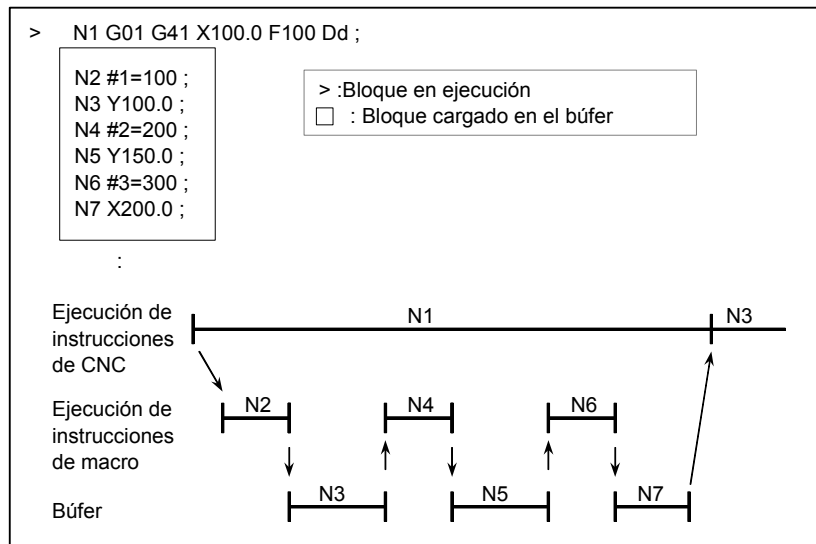 > N1 G01 G41 X100.0 F100 Dd ;
N2 #1=100 ;
N3 Y100.0 ;
N4 #2=200 ;
N5 Y150.0 ;
N6 #3=300 ;
N7 X200.0 ;
> :Bloque en ejecución
□ : Bloque cargado en el búfer
:
Ejecución de
instrucciones
de CNC
N1
N3
Ejecución de
instrucciones
de macro
N2
N4
N6
Búfer
N3
N5
N7